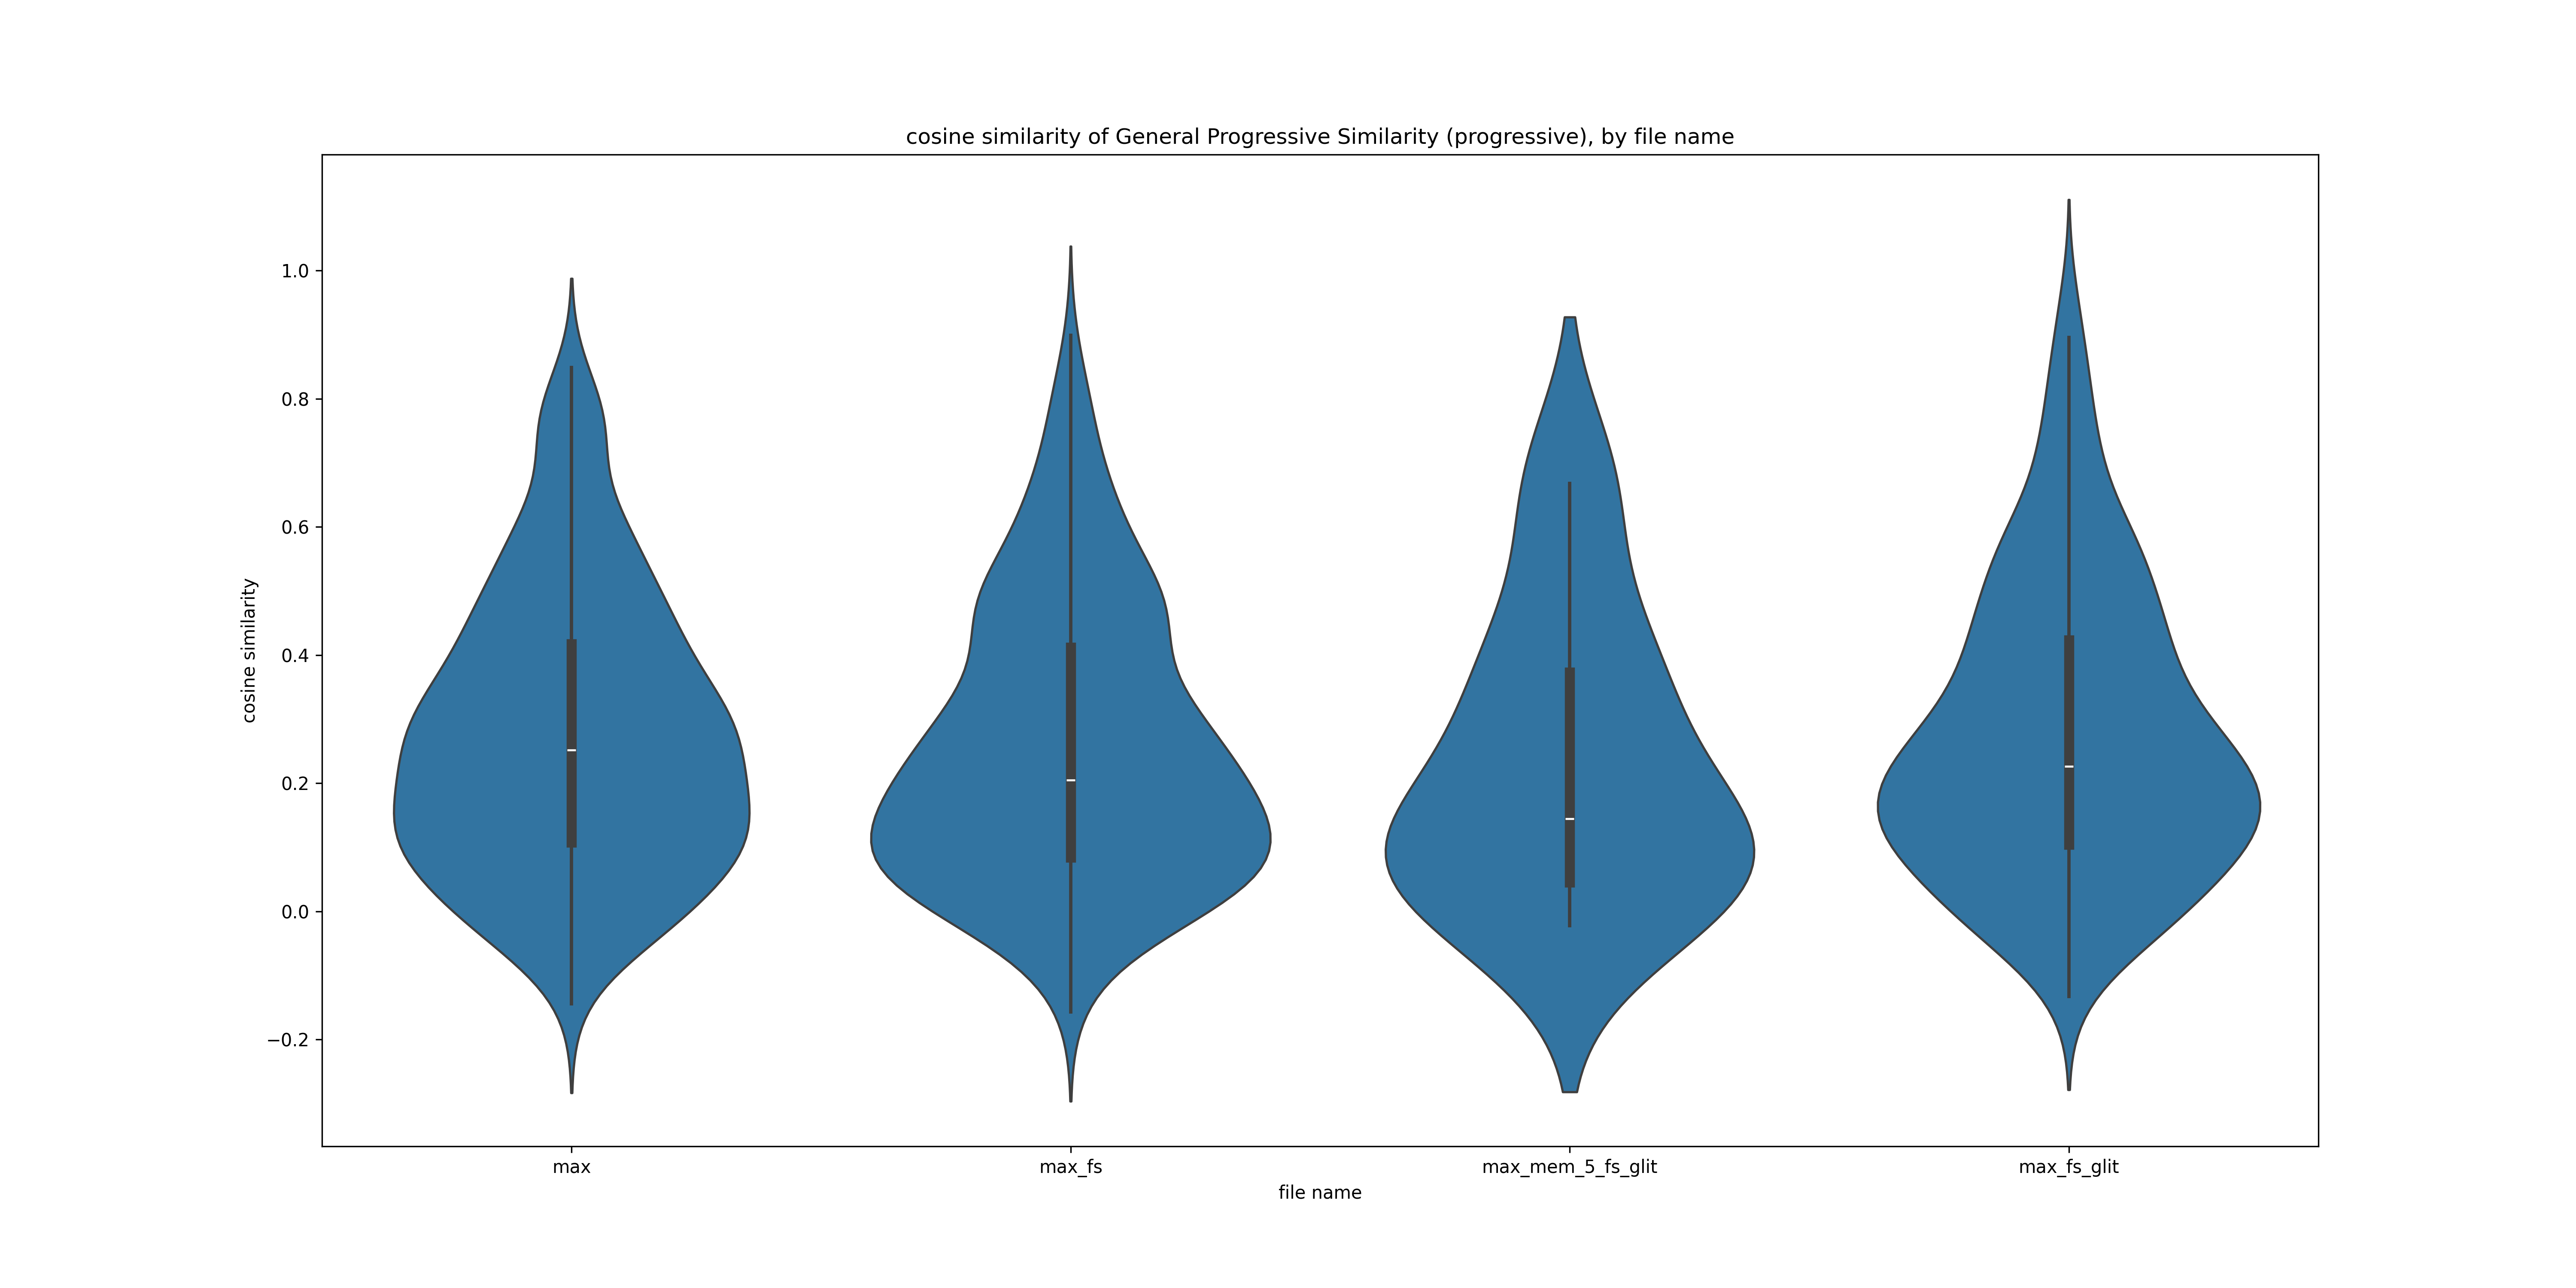 cosine similarity of General Progressive Similarity (progressive), by file name
cosine similarity
1.0
0.8
0.6
0.4
0.2
0.0
−0.2
max
max_fs
max_mem_5_fs_glit
max_fs_glit
file name